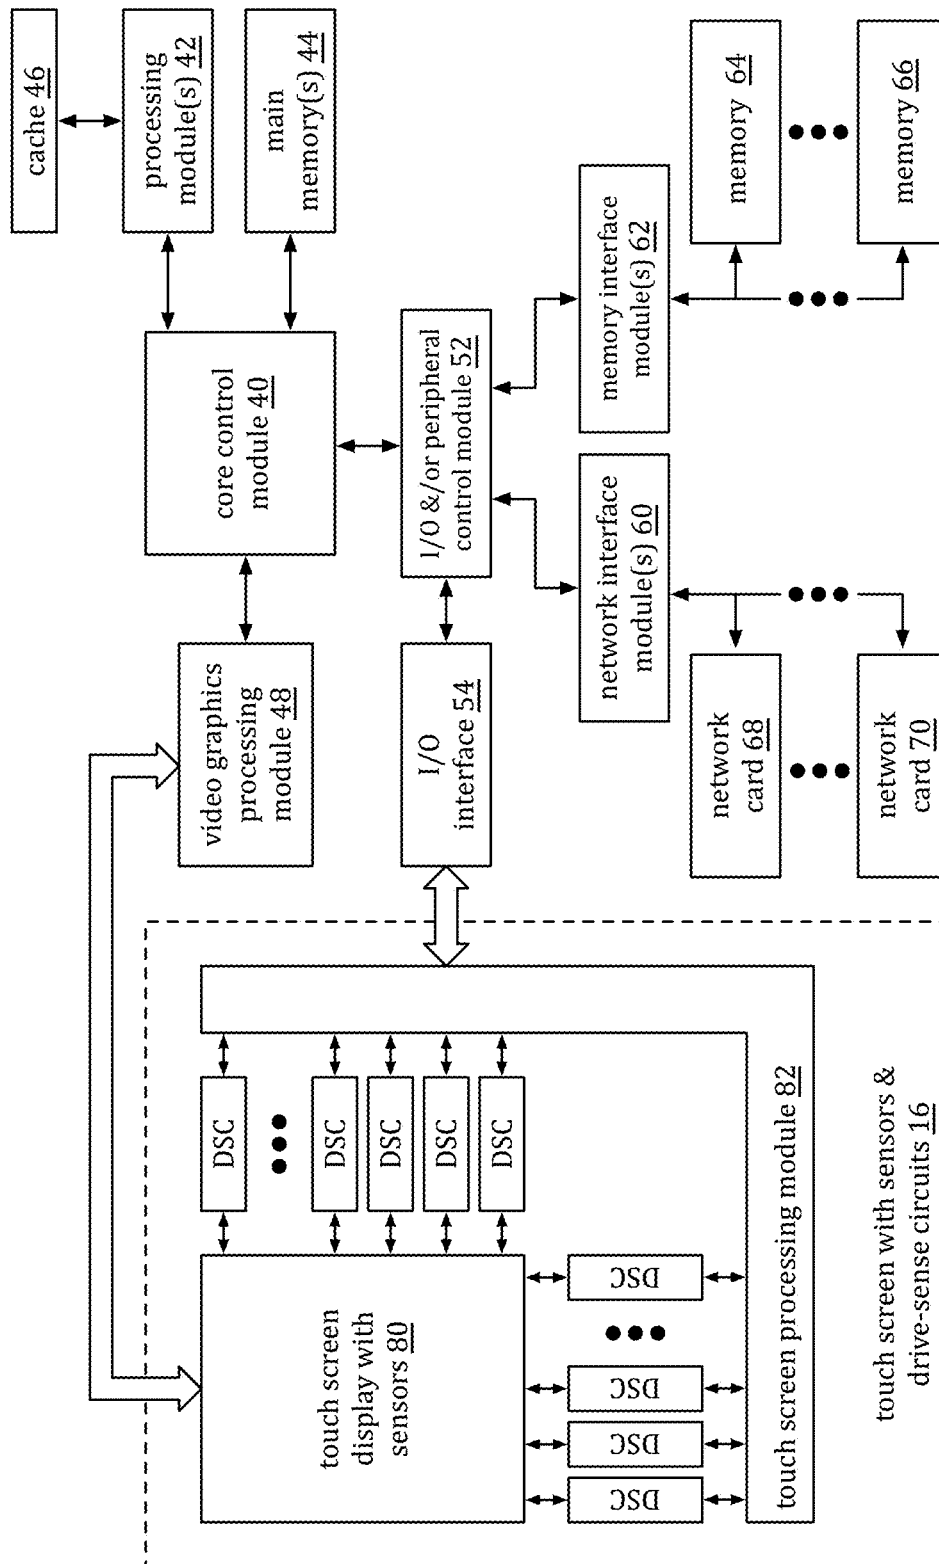 cache 46
processing
module(s) 42
main
memory(s) 44
core control
module 40
video graphics
processing
module 48
I/O &/or peripheral
control module 52
I/O
interface 54
memory interface
module(s) 62
network interface
module(s) 60
memory 64
memory 66
network
card 68
network
card 70
touch screen
display with
sensors 80
DSC
DSC
DSC
DSC
DSC
DSC
DSC
DSC
DSC
touch screen processing module 82
touch screen with sensors &
drive-sense circuits 16